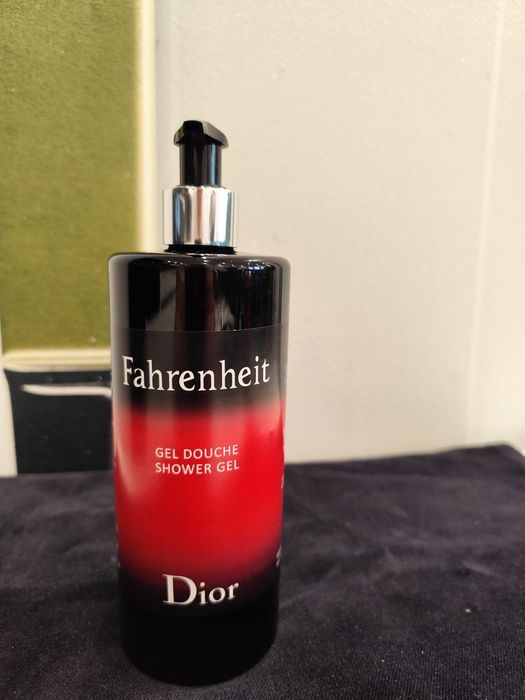 Fahrenheit
GEL DOUCHE
SHOWER GEL
Dior